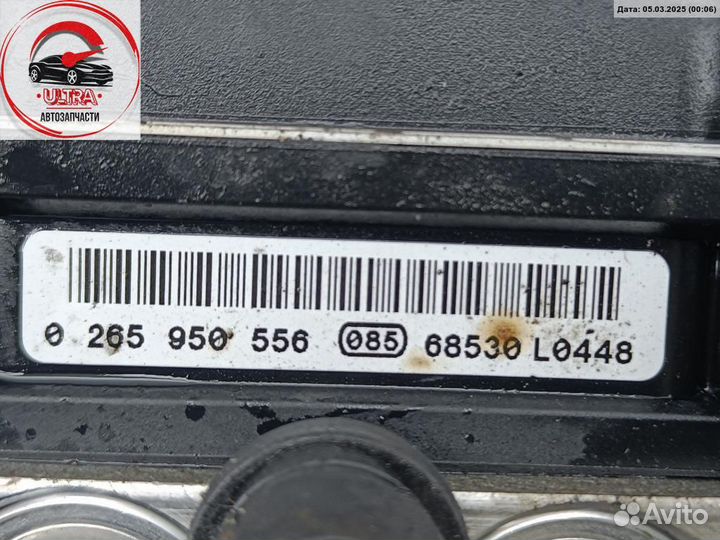 Дата: 05.03.2025 (00:06)
ULTRA
АВТОЗАПЧАСТИ
0 265 950 556 085 68530 L0448
Avito